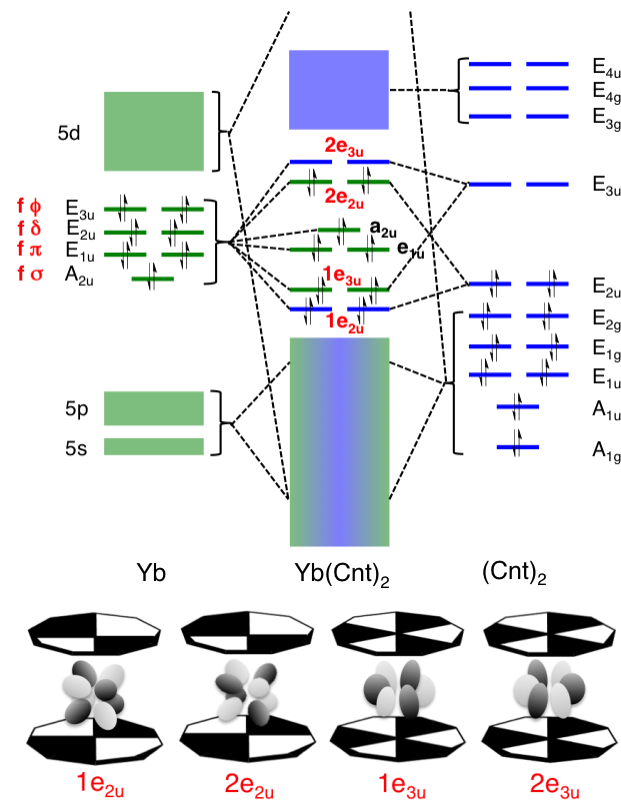 5d
f φ E₃ᵤ
f δ E₂ᵤ
f π E₁ᵤ
f σ A₂ᵤ
5p
5s
Yb
2e₃ᵤ
2e₂ᵤ
a₂ᵤ
e₁ᵤ
1e₃ᵤ
1e₂ᵤ
Yb(Cnt)₂
E₄ᵤ
E₄g
E₃g
E₃ᵤ
E₂ᵤ
E₂g
E₁g
E₁ᵤ
A₁ᵤ
A₁g
(Cnt)₂
1e₂ᵤ 2e₂ᵤ 1e₃ᵤ 2e₃ᵤ